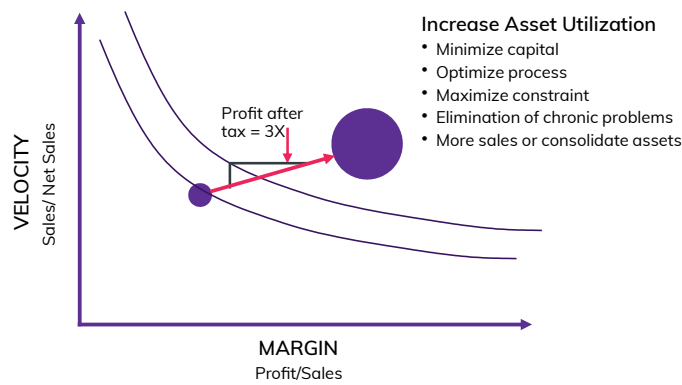 Increase Asset Utilization
• Minimize capital
• Optimize process
• Maximize constraint
• Elimination of chronic problems
• More sales or consolidate assets
Profit after
tax = 3X
VELOCITY
Sales/ Net Sales
MARGIN
Profit/Sales